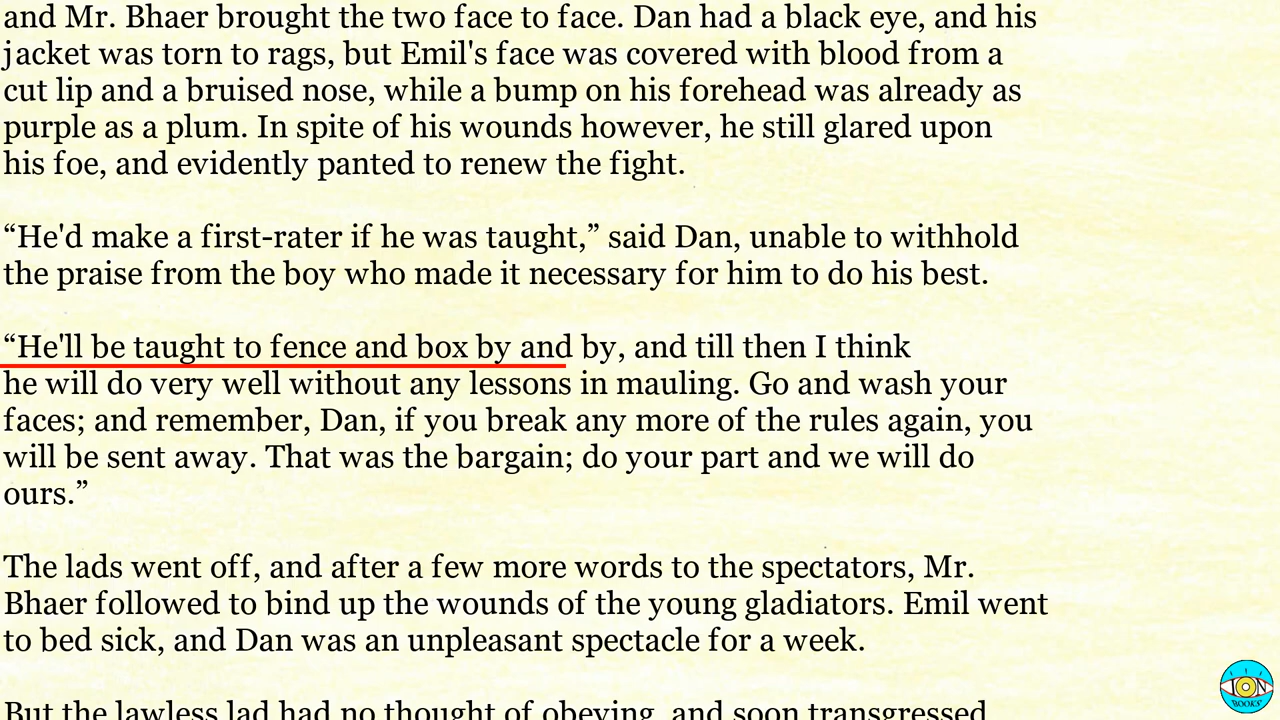 and Mr. Bhaer brought the two face to face. Dan had a black eye, and his
jacket was torn to rags, but Emil's face was covered with blood from a
cut lip and a bruised nose, while a bump on his forehead was already as
purple as a plum. In spite of his wounds however, he still glared upon
his foe, and evidently panted to renew the fight.
“He'd make a first-rater if he was taught,” said Dan, unable to withhold
the praise from the boy who made it necessary for him to do his best.
“He'll be taught to fence and box by and by, and till then I think
he will do very well without any lessons in mauling. Go and wash your
faces; and remember, Dan, if you break any more of the rules again, you
will be sent away. That was the bargain; do your part and we will do
ours.”
The lads went off, and after a few more words to the spectators, Mr.
Bhaer followed to bind up the wounds of the young gladiators. Emil went
to bed sick, and Dan was an unpleasant spectacle for a week.
But the lawless lad had no thought of obeying, and soon transgressed
ION
BOOKS